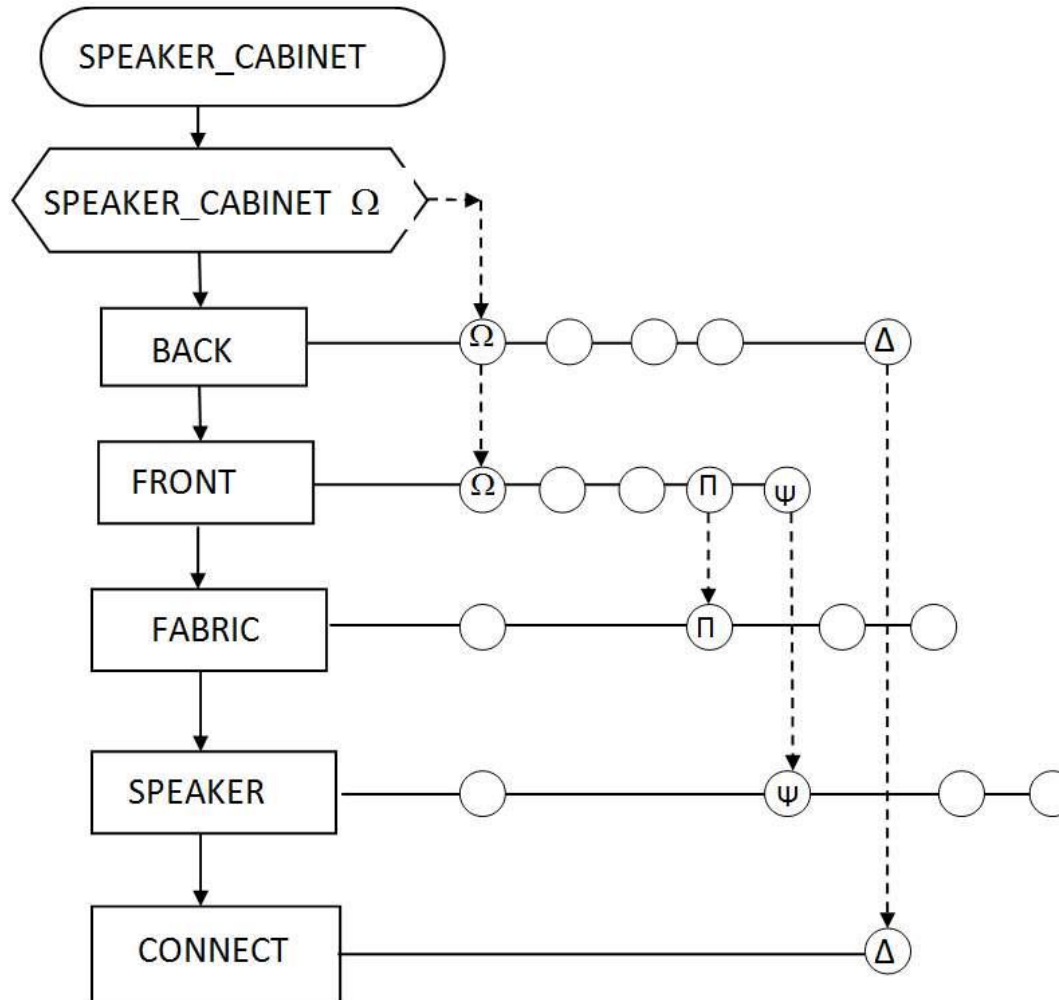 SPEAKER_CABINET
SPEAKER_CABINET Ω
BACK
Ω
Δ
FRONT
Ω
Π
Ψ
FABRIC
Π
SPEAKER
Ψ
CONNECT
Δ